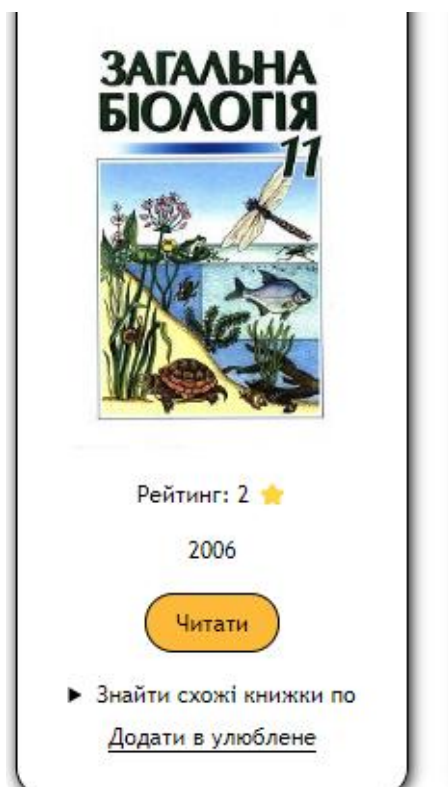 ЗАГАЛЬНА
БІОЛОГІЯ
11
Рейтинг: 2
2006
Читати
Знайти схожі книжки по
Додати в улюблене